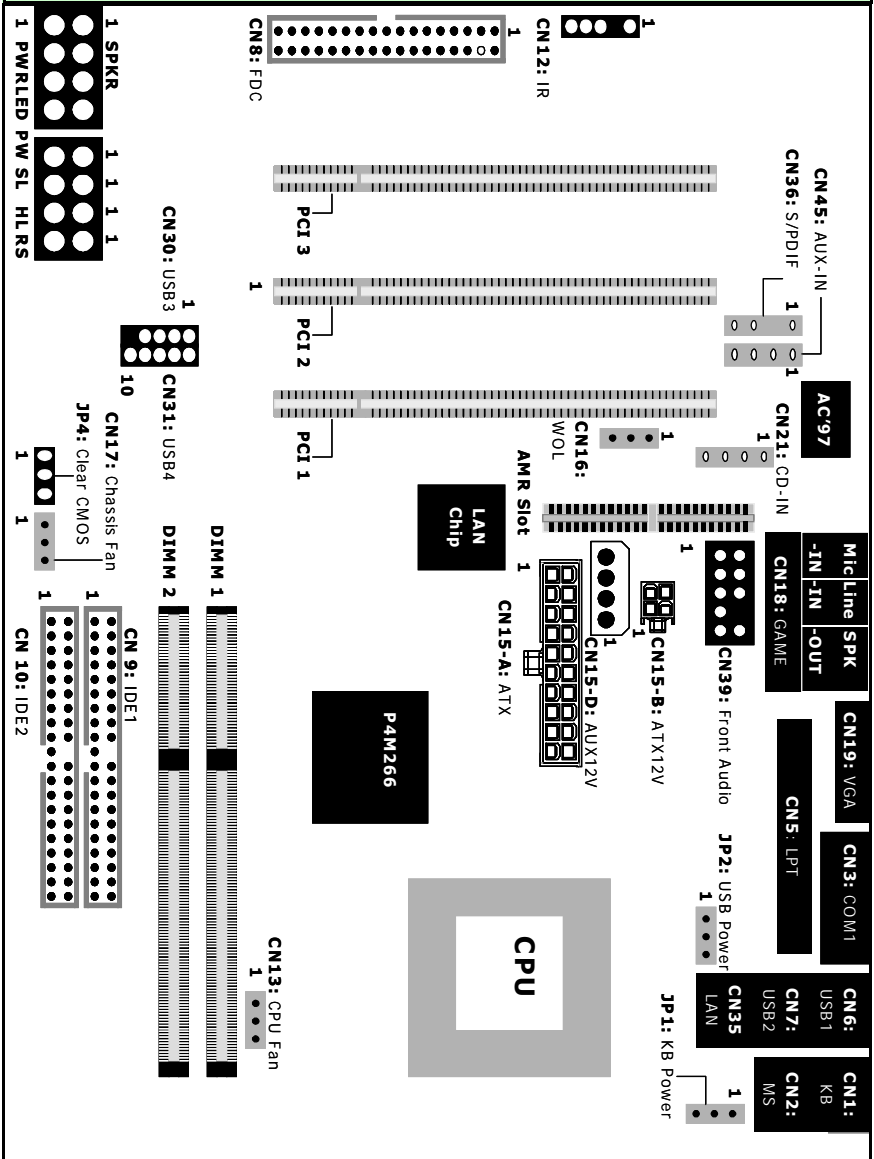 1 SPKR
1 PWRLED
PW SL
HL RS
1
1
1
1
CN8: FDC
1
CN12: IR
1
PCI 3
PCI 2
1
PCI 1
CN36: S/PDIF
1
CN45: AUX-IN
1
AC'97
CN21: CD-IN
1
CN16:
WOL
1
CN30: USB3
1
10
CN31: USB4
JP4: Clear CMOS
1
CN17: Chassis Fan
1
LAN
Chip
AMR Slot
Mic
-IN
Line
-IN
SPK
-OUT
CN18: GAME
1
CN39: Front Audio
1
CN15-A: ATX
1
CN15-D: AUX12V
1
CN15-B: ATX12V
DIMM 2
DIMM 1
1
CN 10: IDE2
1
CN 9: IDE1
P4M266
CN19: VGA
CN5: LPT
CN3: COM1
JP2: USB Power
1
CPU
CN13: CPU Fan
1
CN6:
USB1
CN7:
USB2
CN35
LAN
JP1: KB Power
1
CN1:
KB
CN2:
MS